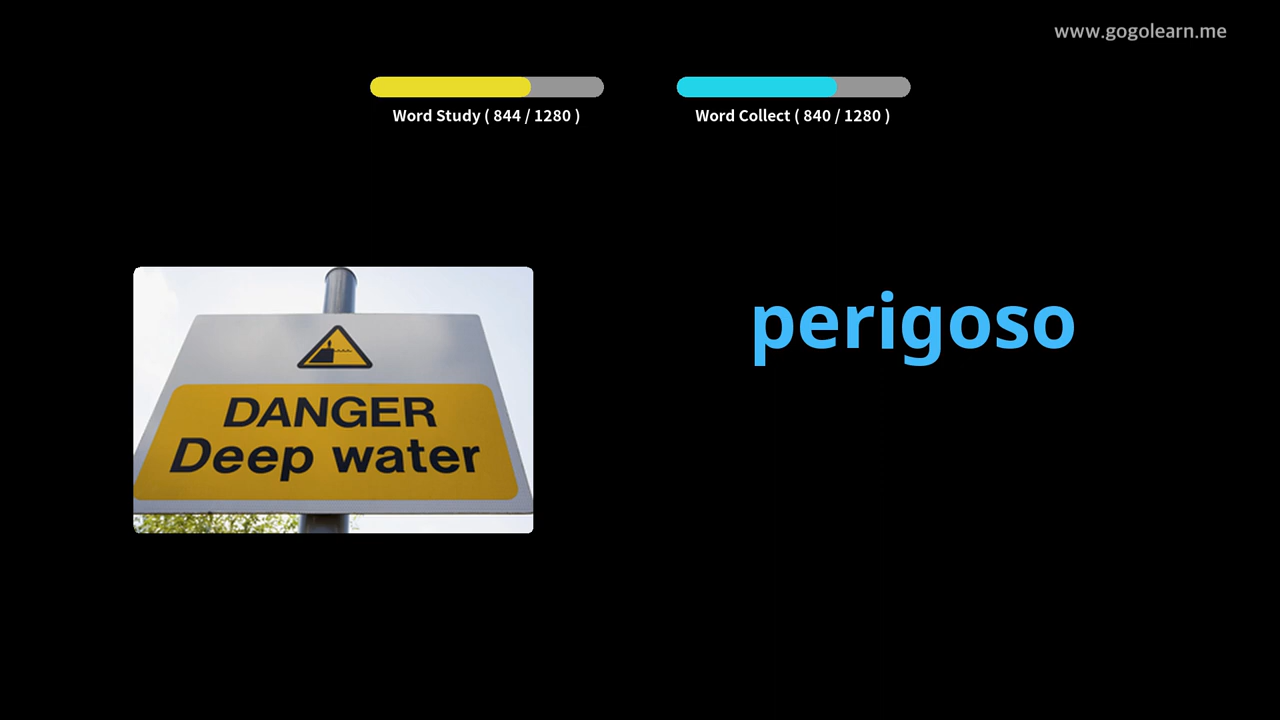 www.gogolearn.me
Word Study ( 844 / 1280 )
Word Collect ( 840 / 1280 )
DANGER
Deep water
perigoso